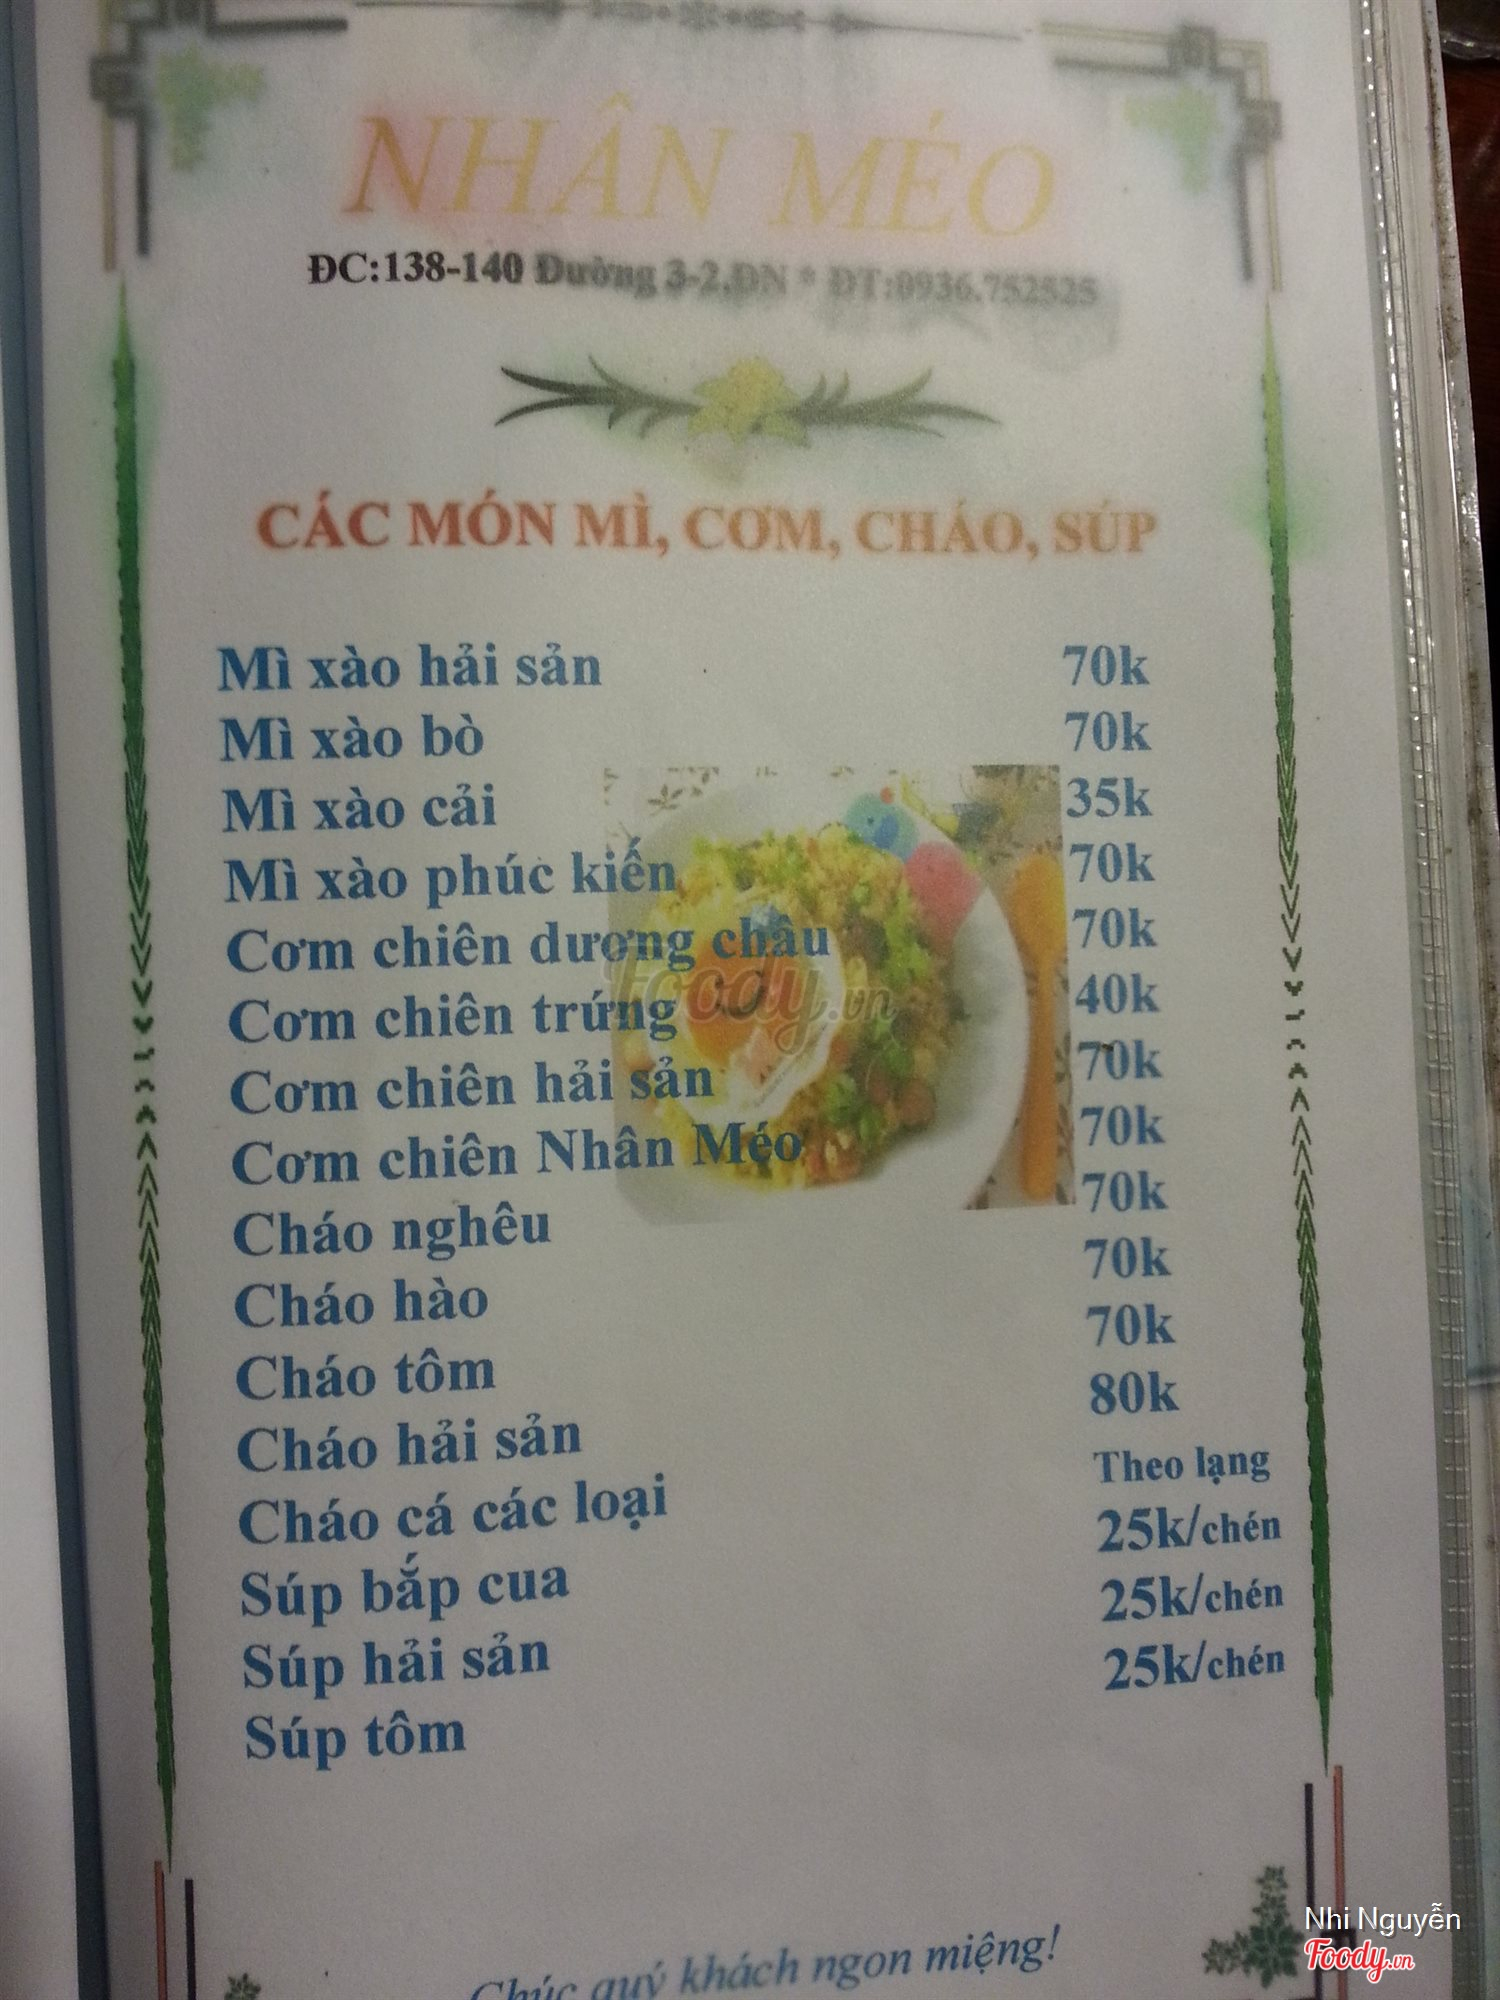 NHÂN MÉO
ĐC:138-140 Đường 3-2,ĐN * ĐT:0936.752525
CÁC MÓN MÌ, CƠM, CHÁO, SÚP
Mì xào hải sản 70k
Mì xào bò 70k
Mì xào cải 35k
Mì xào phúc kiến 70k
Cơm chiên dương châu 70k
Cơm chiên trứng 40k
Cơm chiên hải sản 70k
Cơm chiên Nhân Méo 70k
Cháo nghêu 70k
Cháo hào 70k
Cháo tôm 70k
Cháo hải sản 80k
Cháo cá các loại Theo lạng
Súp bắp cua 25k/chén
Súp hải sản 25k/chén
Súp tôm 25k/chén
Chúc quý khách ngon miệng!
Foody.vn
Nhi Nguyễn
Foody.vn